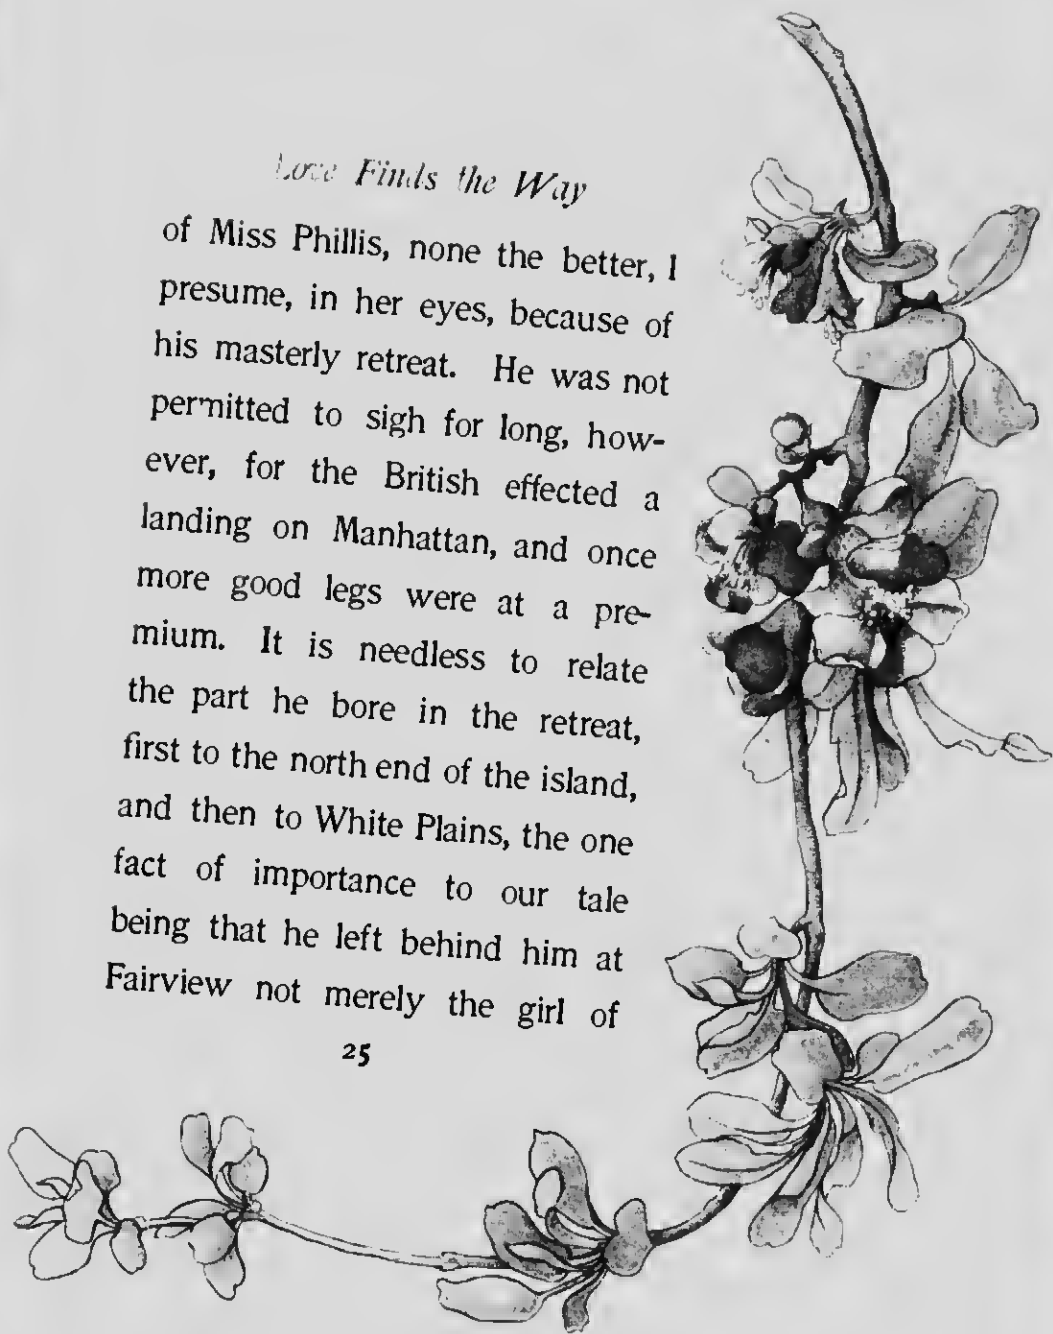 Love Finds the Way
of Miss Phillis, none the better, I
presume, in her eyes, because of
his masterly retreat. He was not
permitted to sigh for long, how-
ever, for the British effected a
landing on Manhattan, and once
more good legs were at a pre-
mium. It is needless to relate
the part he bore in the retreat,
first to the north end of the island,
and then to White Plains, the one
fact of importance to our tale
being that he left behind him at
Fairview not merely the girl of
25